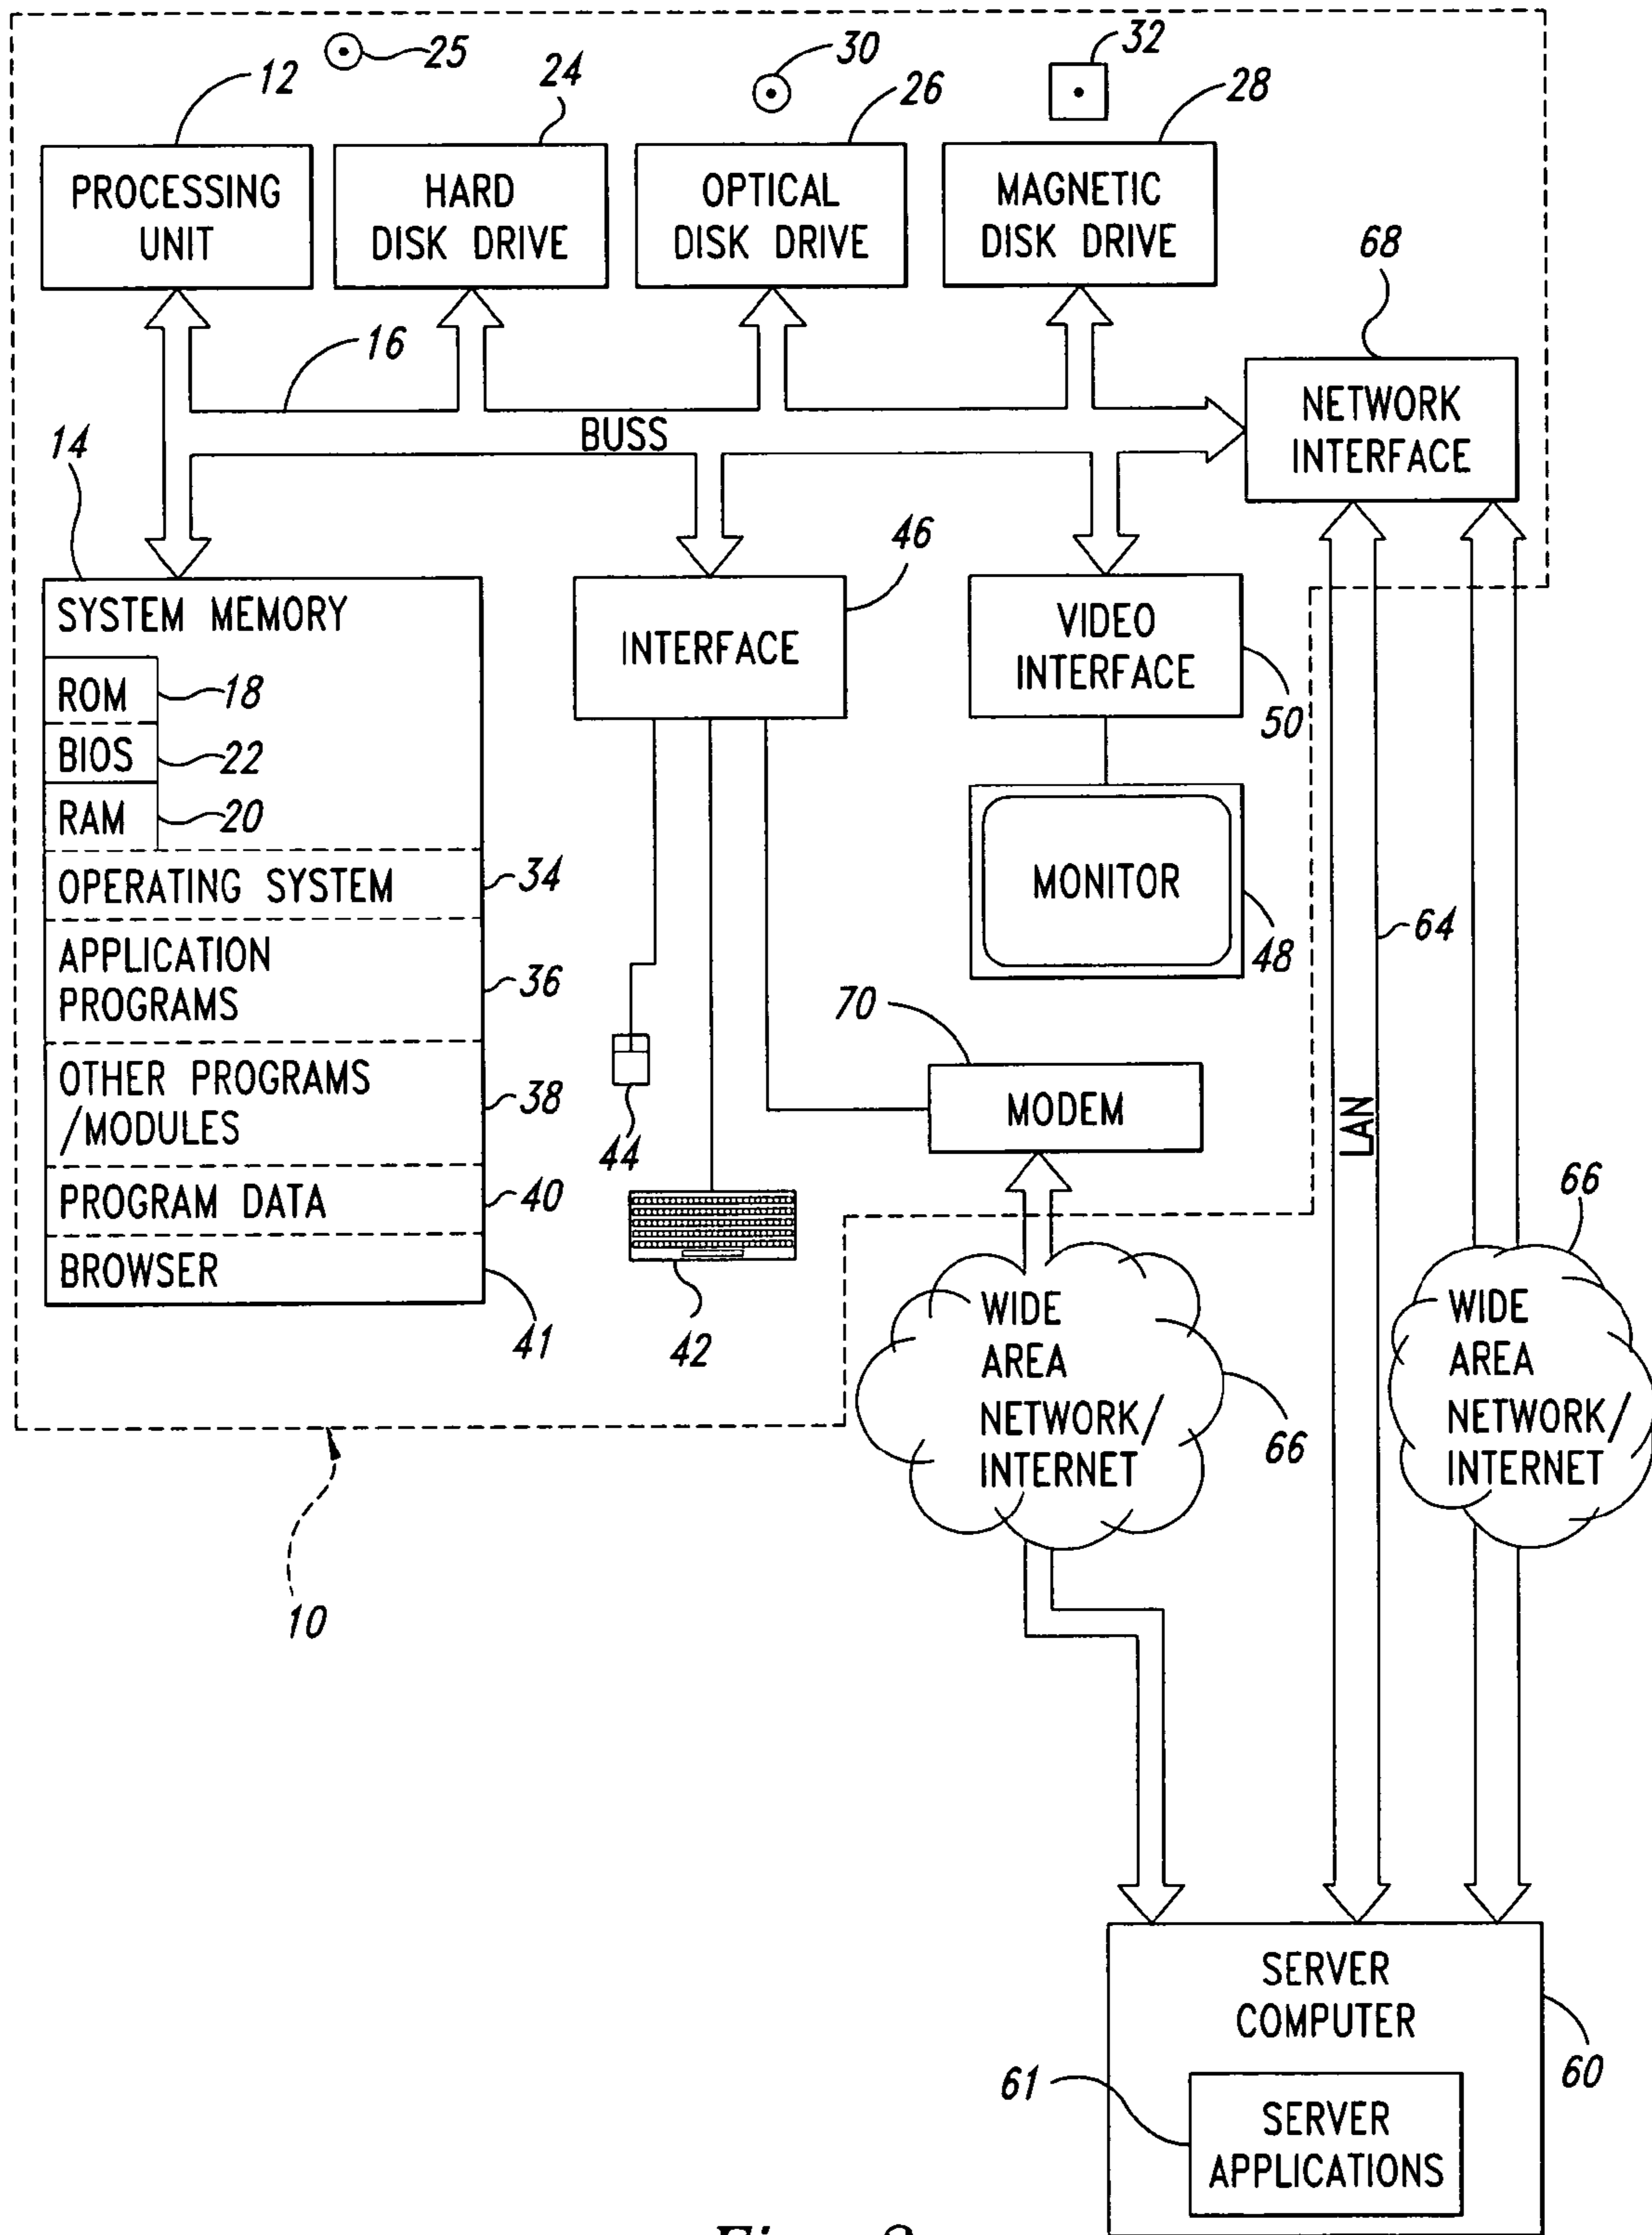 25
30
32
12
24
26
28
PROCESSING
UNIT
HARD
DISK DRIVE
OPTICAL
DISK DRIVE
MAGNETIC
DISK DRIVE
68
16
NETWORK
INTERFACE
BUSS
14
46
SYSTEM MEMORY
INTERFACE
VIDEO
INTERFACE
50
ROM
18
BIOS
22
RAM
20
OPERATING SYSTEM
34
MONITOR
48
64
APPLICATION
PROGRAMS
36
70
OTHER PROGRAMS
/MODULES
38
44
MODEM
LAN
PROGRAM DATA
40
66
BROWSER
41
42
WIDE
AREA
NETWORK/
INTERNET
66
WIDE
AREA
NETWORK/
INTERNET
10
SERVER
COMPUTER
60
61
SERVER
APPLICATIONS